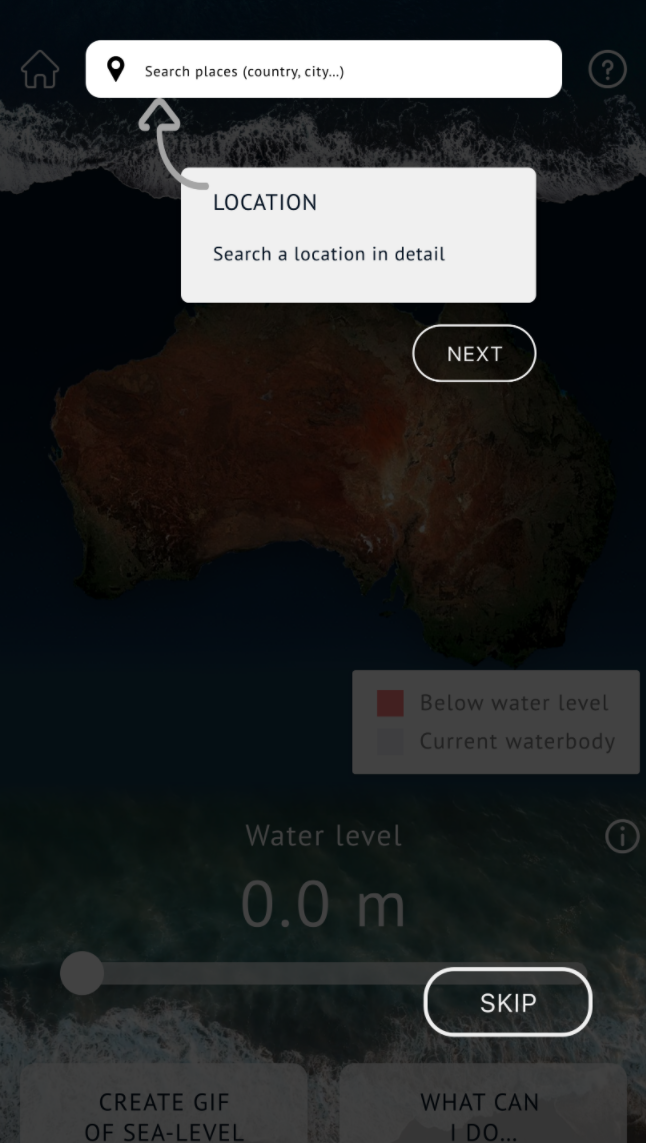 Search places (country, city...)
LOCATION
Search a location in detail
NEXT
Below water level
Current waterbody
Water level
0.0 m
SKIP
CREATE GIF
OF SEA-LEVEL
WHAT CAN
I DO...